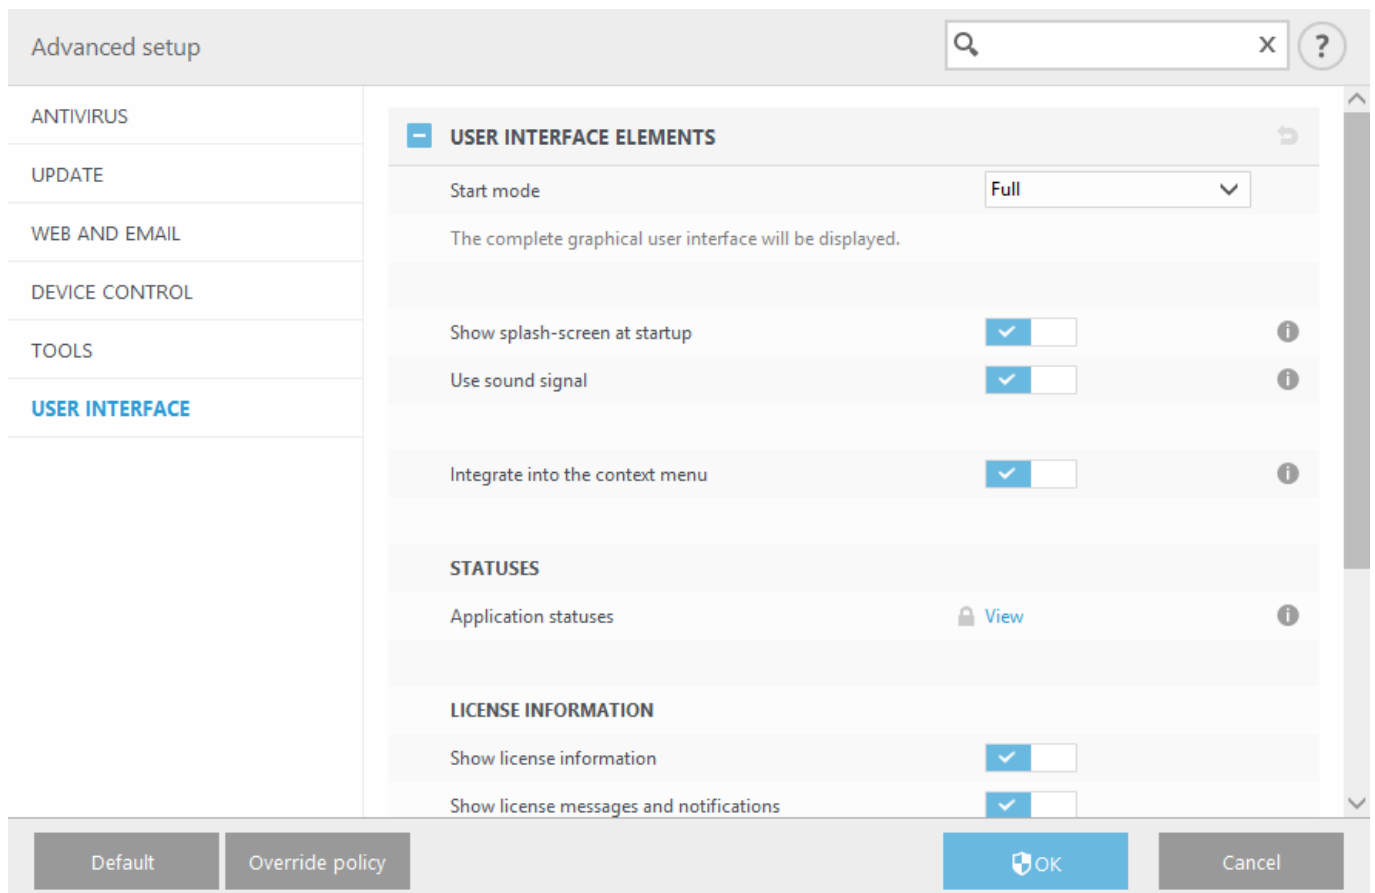 Advanced setup
X
?
ANTIVIRUS
UPDATE
WEB AND EMAIL
DEVICE CONTROL
TOOLS
USER INTERFACE
USER INTERFACE ELEMENTS
Start mode
Full
The complete graphical user interface will be displayed.
Show splash-screen at startup
Use sound signal
Integrate into the context menu
STATUSES
Application statuses
View
LICENSE INFORMATION
Show license information
Show license messages and notifications
Default
Override policy
OK
Cancel